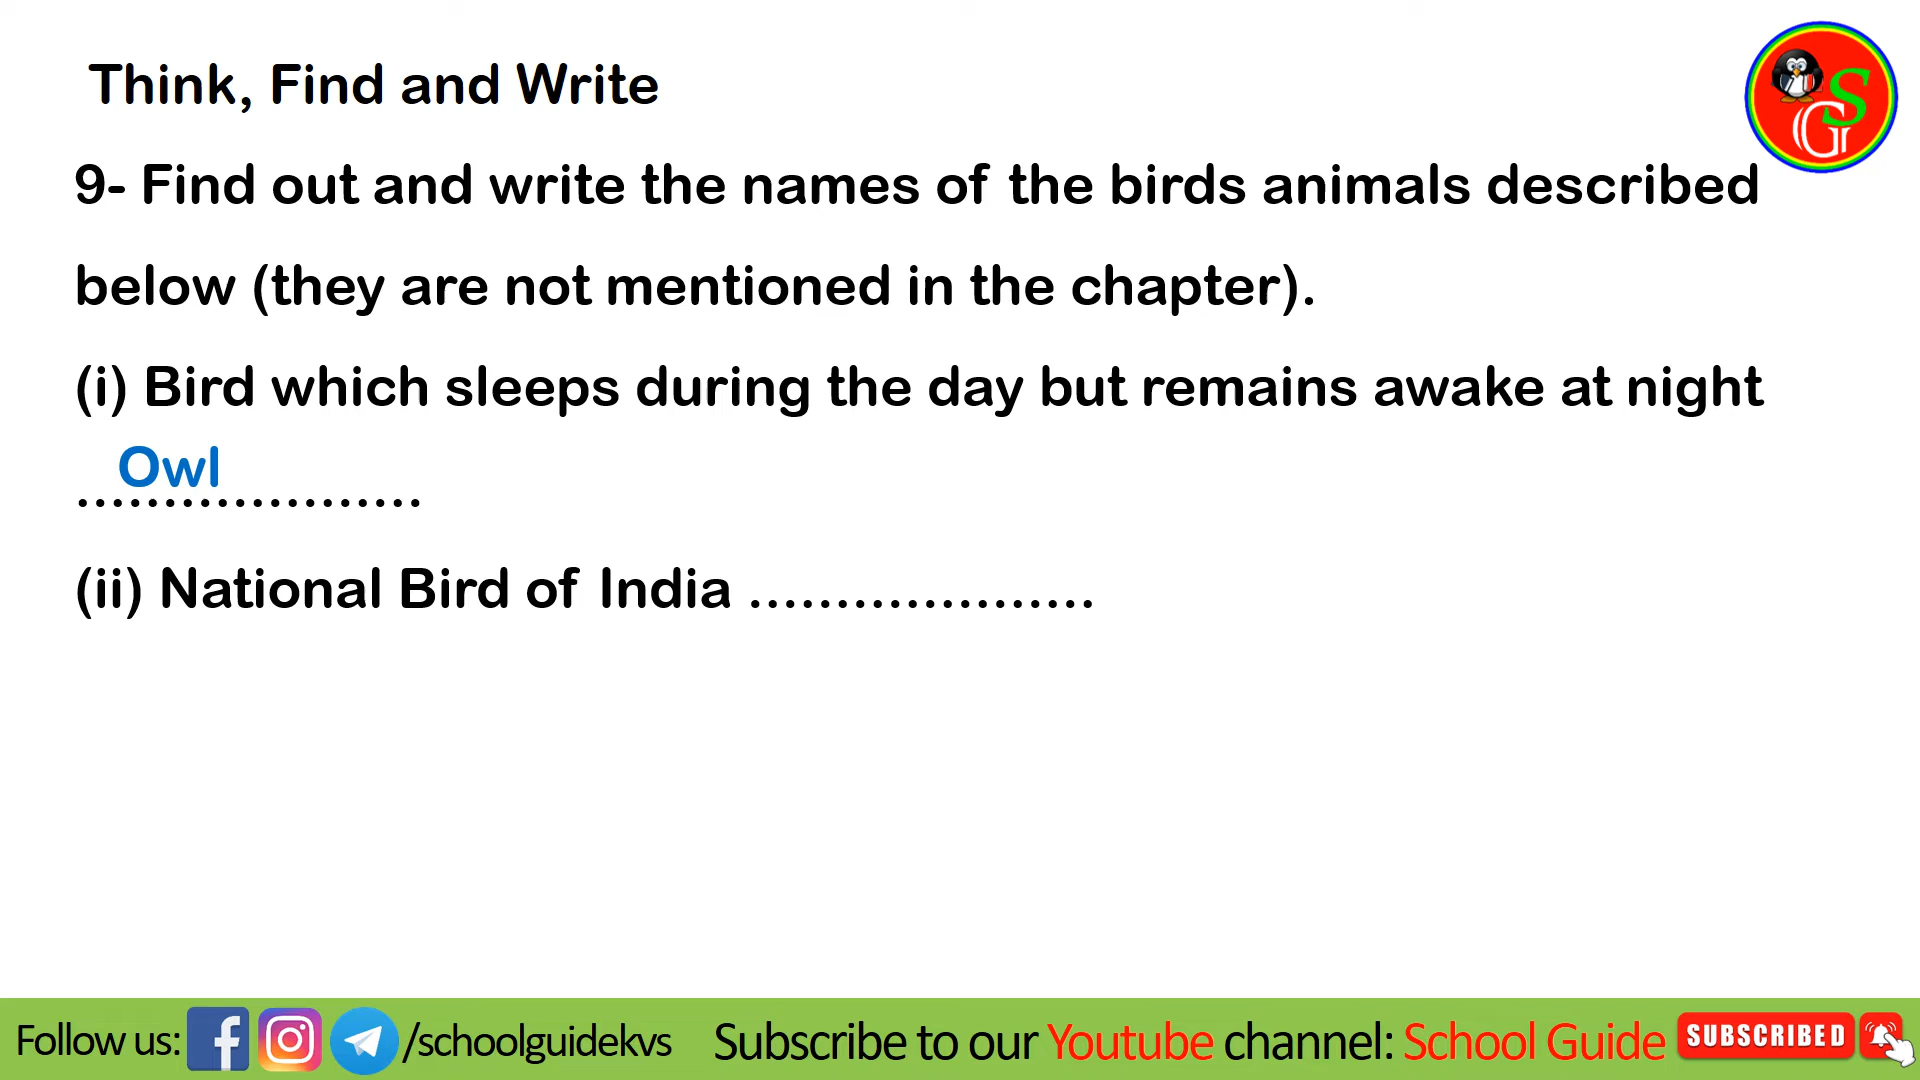 Think, Find and Write
SG
9- Find out and write the names of the birds animals described
below (they are not mentioned in the chapter).
(i) Bird which sleeps during the day but remains awake at night
Owl
....................
(ii) National Bird of India ....................
Follow us: /schoolguidekvs Subscribe to our Youtube channel: School Guide SUBSCRIBED